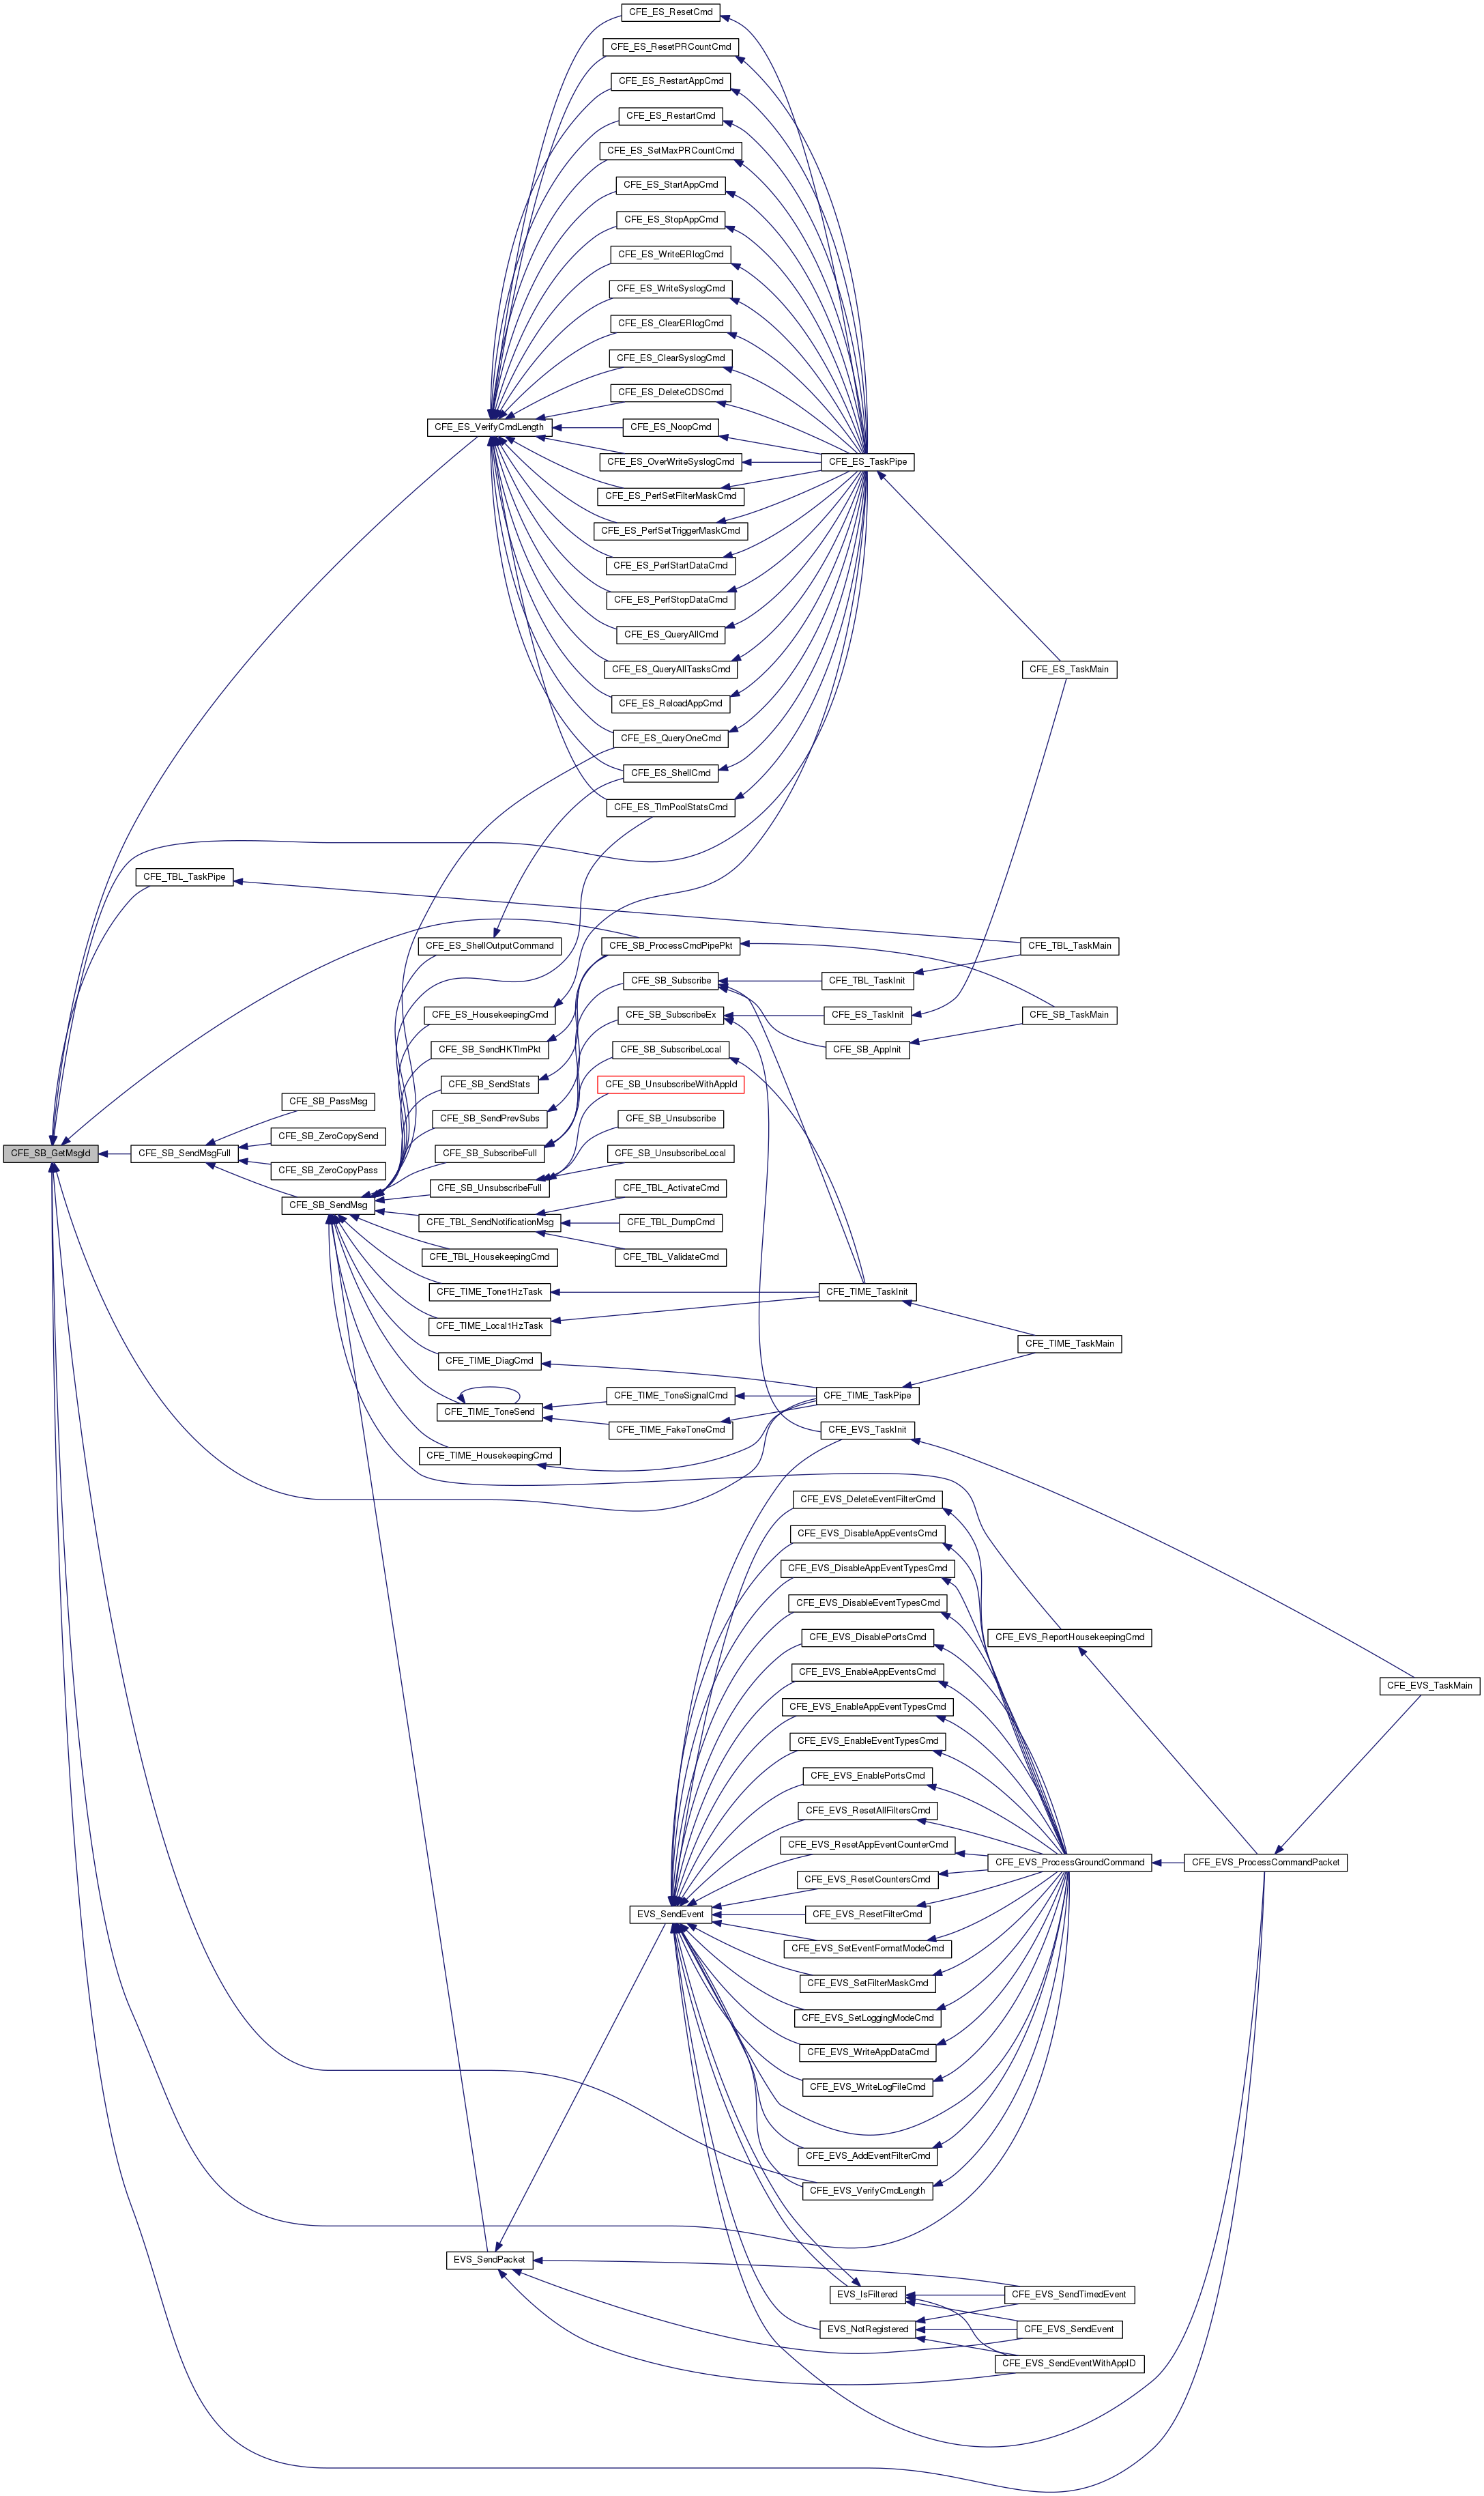 CFE_ES_ResetCmd
CFE_ES_ResetPRCountCmd
CFE_ES_RestartAppCmd
CFE_ES_RestartCmd
CFE_ES_SetMaxPRCountCmd
CFE_ES_StartAppCmd
CFE_ES_StopAppCmd
CFE_ES_WriteERlogCmd
CFE_ES_WriteSyslogCmd
CFE_ES_ClearERlogCmd
CFE_ES_ClearSyslogCmd
CFE_ES_DeleteCDSCmd
CFE_ES_VerifyCmdLength
CFE_ES_NoopCmd
CFE_ES_OverWriteSyslogCmd
CFE_ES_TaskPipe
CFE_ES_PerfSetFilterMaskCmd
CFE_ES_PerfSetTriggerMaskCmd
CFE_ES_PerfStartDataCmd
CFE_ES_PerfStopDataCmd
CFE_ES_QueryAllCmd
CFE_ES_QueryAllTasksCmd
CFE_ES_TaskMain
CFE_ES_ReloadAppCmd
CFE_ES_QueryOneCmd
CFE_ES_ShellCmd
CFE_ES_TlmPoolStatsCmd
CFE_TBL_TaskPipe
CFE_ES_ShellOutputCommand
CFE_SB_ProcessCmdPipePkt
CFE_TBL_TaskMain
CFE_SB_Subscribe
CFE_TBL_TaskInit
CFE_ES_HousekeepingCmd
CFE_SB_SubscribeEx
CFE_ES_TaskInit
CFE_SB_TaskMain
CFE_SB_SendHKTlmPkt
CFE_SB_SubscribeLocal
CFE_SB_AppInit
CFE_SB_SendStats
CFE_SB_UnsubscribeWithAppId
CFE_SB_PassMsg
CFE_SB_SendPrevSubs
CFE_SB_Unsubscribe
CFE_SB_ZeroCopySend
CFE_SB_GetMsgId
CFE_SB_SendMsgFull
CFE_SB_SubscribeFull
CFE_SB_UnsubscribeLocal
CFE_SB_ZeroCopyPass
CFE_SB_UnsubscribeFull
CFE_TBL_ActivateCmd
CFE_SB_SendMsg
CFE_TBL_SendNotificationMsg
CFE_TBL_DumpCmd
CFE_TBL_HousekeepingCmd
CFE_TBL_ValidateCmd
CFE_TIME_Tone1HzTask
CFE_TIME_TaskInit
CFE_TIME_Local1HzTask
CFE_TIME_TaskMain
CFE_TIME_DiagCmd
CFE_TIME_ToneSignalCmd
CFE_TIME_TaskPipe
CFE_TIME_ToneSend
CFE_TIME_FakeToneCmd
CFE_EVS_TaskInit
CFE_TIME_HousekeepingCmd
CFE_EVS_DeleteEventFilterCmd
CFE_EVS_DisableAppEventsCmd
CFE_EVS_DisableAppEventTypesCmd
CFE_EVS_DisableEventTypesCmd
CFE_EVS_DisablePortsCmd
CFE_EVS_ReportHousekeepingCmd
CFE_EVS_EnableAppEventsCmd
CFE_EVS_TaskMain
CFE_EVS_EnableAppEventTypesCmd
CFE_EVS_EnableEventTypesCmd
CFE_EVS_EnablePortsCmd
CFE_EVS_ResetAllFiltersCmd
CFE_EVS_ResetAppEventCounterCmd
CFE_EVS_ProcessGroundCommand
CFE_EVS_ProcessCommandPacket
CFE_EVS_ResetCountersCmd
EVS_SendEvent
CFE_EVS_ResetFilterCmd
CFE_EVS_SetEventFormatModeCmd
CFE_EVS_SetFilterMaskCmd
CFE_EVS_SetLoggingModeCmd
CFE_EVS_WriteAppDataCmd
CFE_EVS_WriteLogFileCmd
CFE_EVS_AddEventFilterCmd
CFE_EVS_VerifyCmdLength
EVS_SendPacket
EVS_IsFiltered
CFE_EVS_SendTimedEvent
EVS_NotRegistered
CFE_EVS_SendEvent
CFE_EVS_SendEventWithAppID